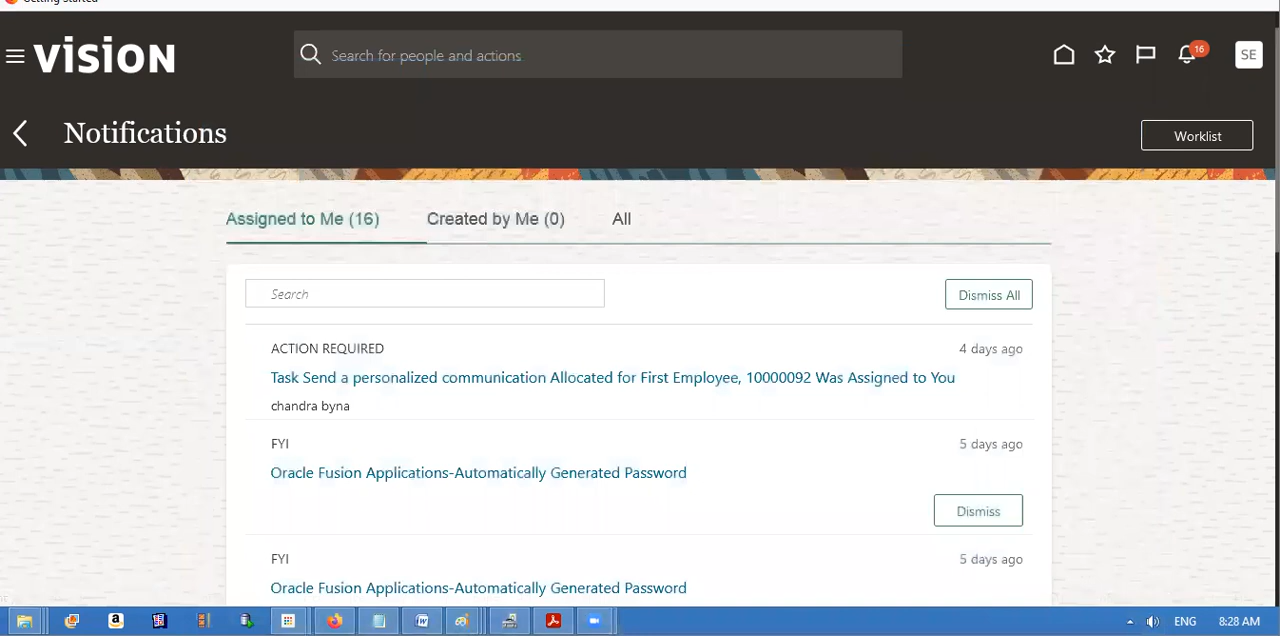 Getting Started
VISION
Search for people and actions
16
SE
Notifications
Worklist
Assigned to Me (16)
Created by Me (0)
All
Search
Dismiss All
ACTION REQUIRED
4 days ago
Task Send a personalized communication Allocated for First Employee, 10000092 Was Assigned to You
chandra byna
FYI
5 days ago
Oracle Fusion Applications-Automatically Generated Password
Dismiss
FYI
5 days ago
Oracle Fusion Applications-Automatically Generated Password
ENG
8:28 AM